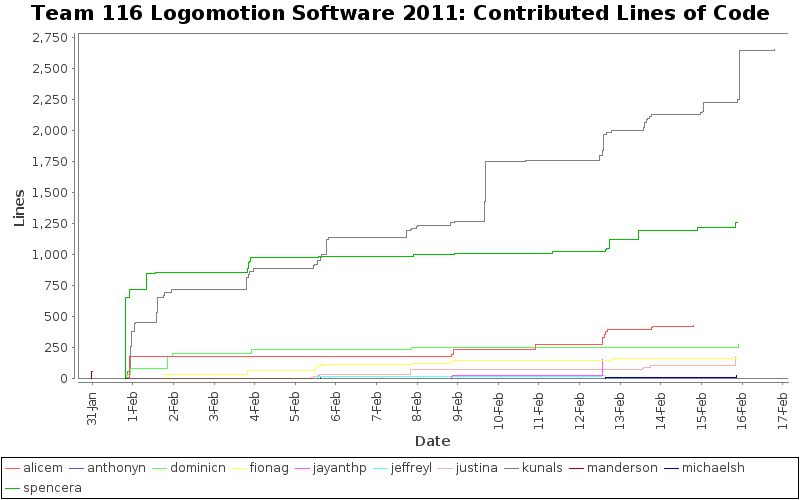 Team 116 Logomotion Software 2011: Contributed Lines of Code
2,750
2,500
2,250
2,000
1,750
1,500
1,250
1,000
750
500
250
0
Lines
31-Jan
1-Feb
2-Feb
3-Feb
4-Feb
5-Feb
6-Feb
7-Feb
8-Feb
9-Feb
10-Feb
11-Feb
12-Feb
13-Feb
14-Feb
15-Feb
16-Feb
17-Feb
Date
alicem anthonyn dominicn fionag jayanthp jeffreyl justina kunals manderson michaelsh
spencera